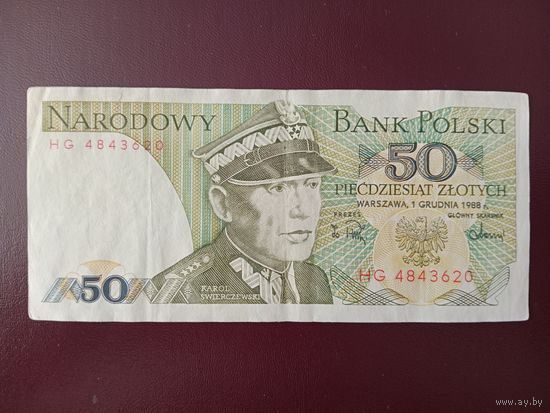 NARODOWY BANK POLSKI
HG 4843620
50
PIĘĆDZIESIĄT ZŁOTYCH
WARSZAWA, 1 GRUDNIA 1988 r.
PREZES GŁÓWNY SKARBNIK
HG 4843620
50
KAROL
ŚWIERCZEWSKI
www.ay.by